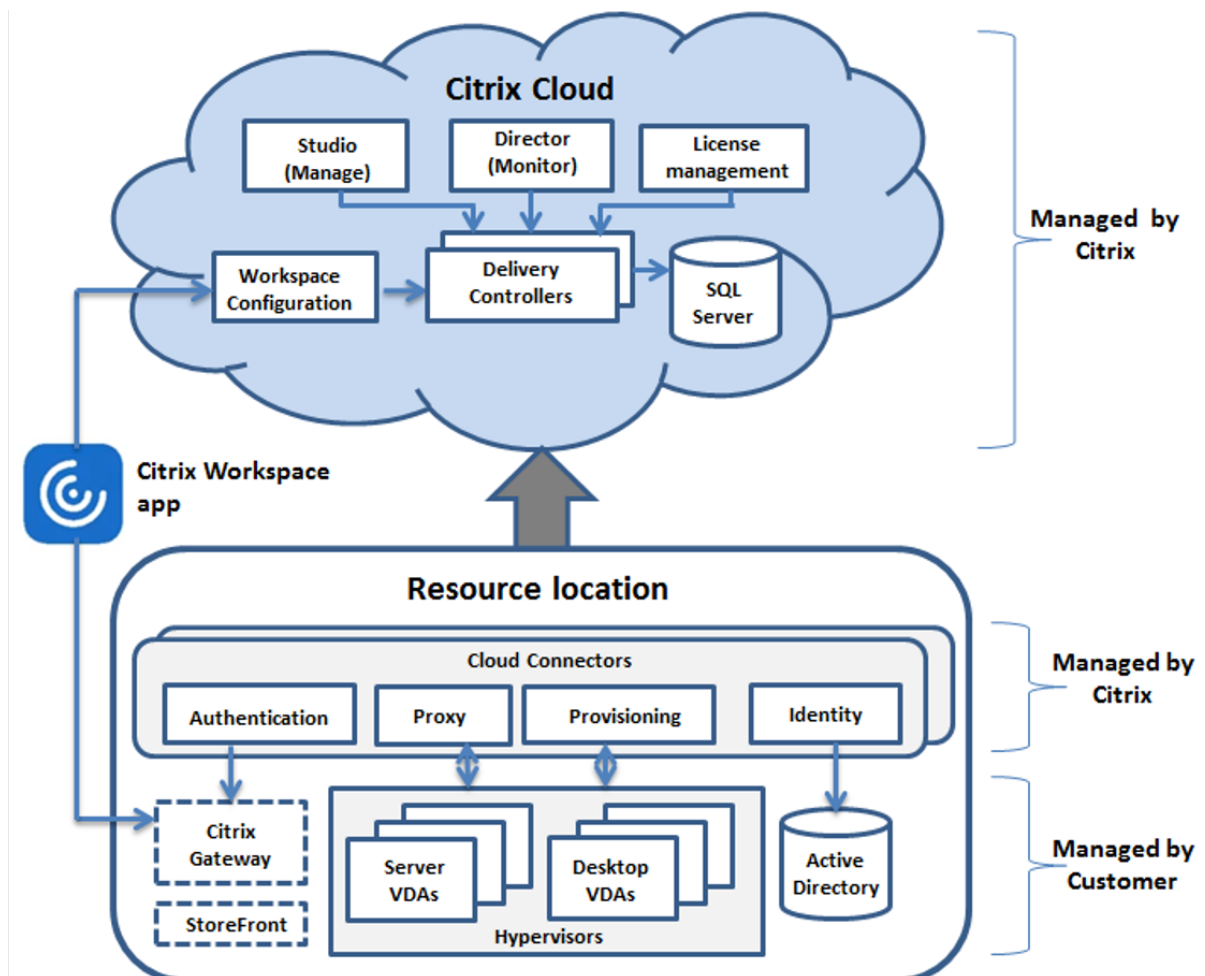 Citrix Cloud
Studio
(Manage)
Director
(Monitor)
License
management
Managed by
Citrix
Workspace
Configuration
Delivery
Controllers
SQL
Server
Citrix Workspace
app
Resource location
Cloud Connectors
Authentication
Proxy
Provisioning
Identity
Managed by
Citrix
Citrix
Gateway
StoreFront
Server
VDAs
Desktop
VDAs
Hypervisors
Active
Directory
Managed by
Customer